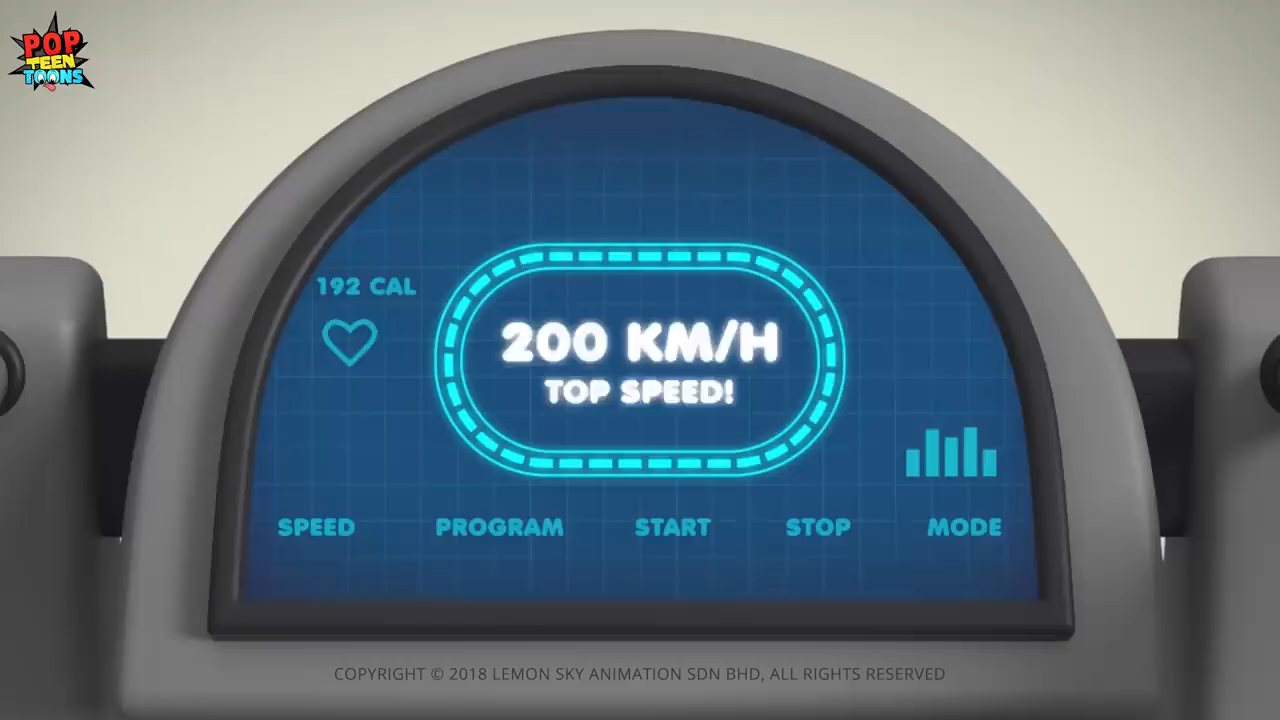 POP
TEEN
TOONS
192 CAL
200 KM/H
TOP SPEED!
SPEED PROGRAM START STOP MODE
COPYRIGHT © 2018 LEMON SKY ANIMATION SDN BHD, ALL RIGHTS RESERVED